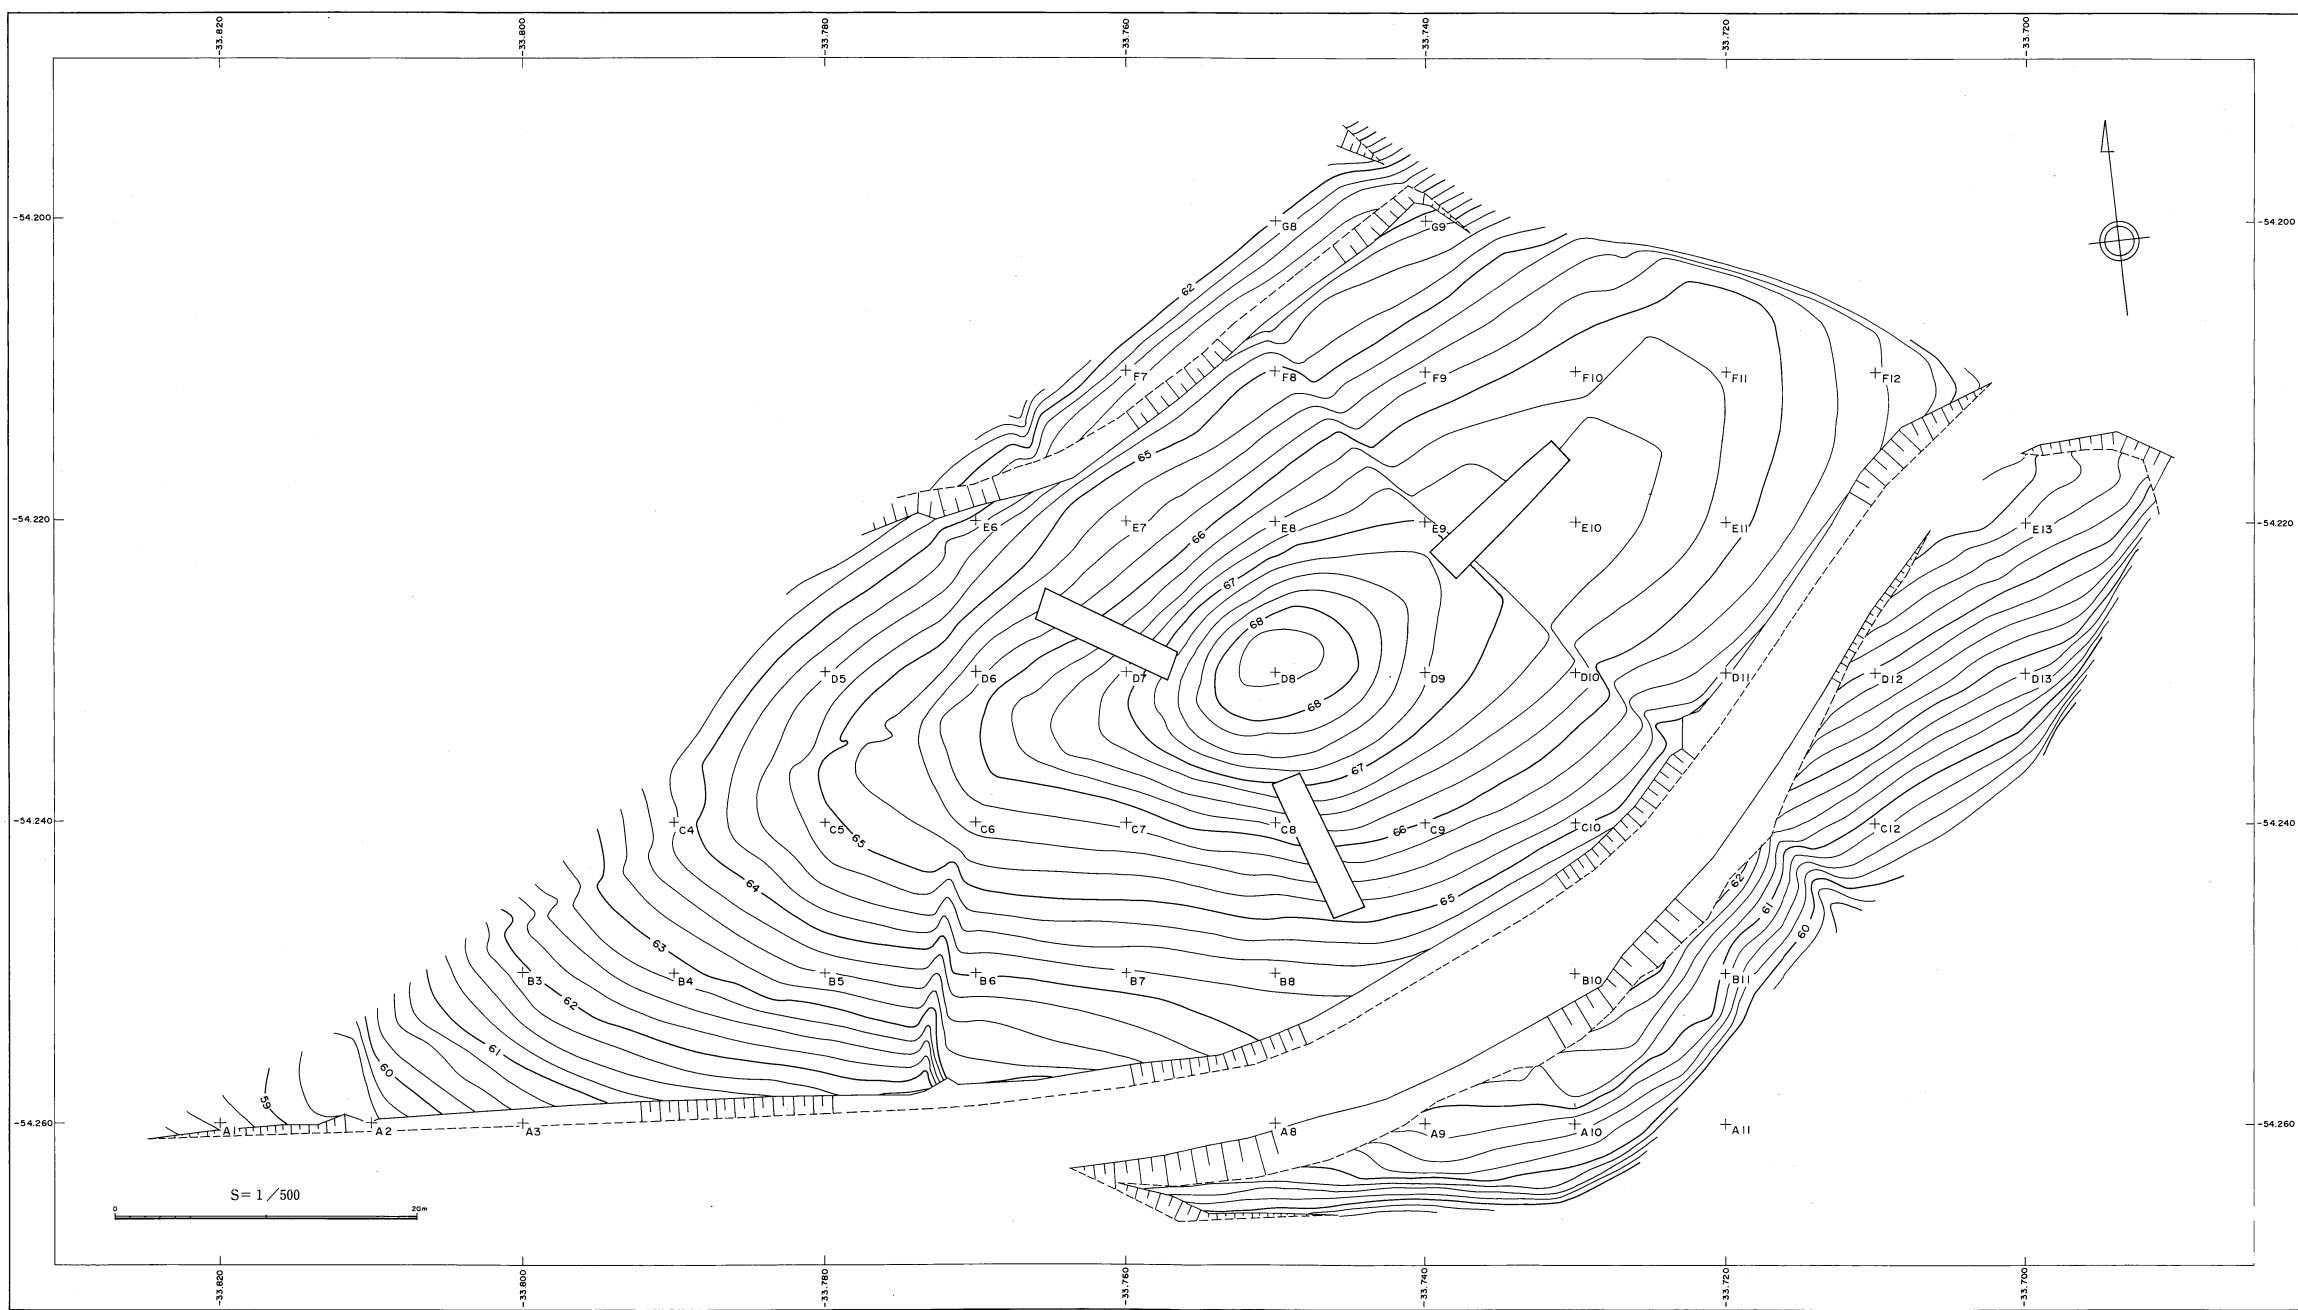 -33.820 -33.800 -33.780 -33.760 -33.740 -33.720 -33.700
-54.200 G8 G9 -54.200
62
F7 F8 F9 F10 F11 F12
65
-54.220 E6 E7 E8 E9 E10 E11 E13 -54.220
66
67
68
D5 D6 D7 D8 D9 D10 D11 D12 D13
68
67
-54.240 C4 C5 C6 C7 C8 C9 C10 C12 -54.240
66
65
64 62
65
61
63 60
B3 B4 B5 B6 B7 B8 B10 B11
62
61
60
59
-54.260 A1 A2 A3 A8 A9 A10 A11 -54.260
S=1/500
0 20m
-33.820 -33.800 -33.780 -33.760 -33.740 -33.720 -33.700